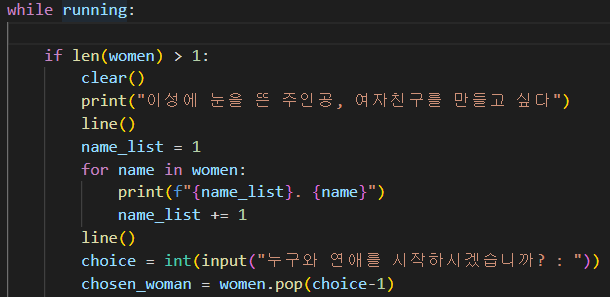 while running:
if len(women) > 1:
clear()
print("이성에 눈을 뜬 주인공, 여자친구를 만들고 싶다")
line()
name_list = 1
for name in women:
print(f"{name_list}. {name}")
name_list += 1
line()
choice = int(input("누구와 연애를 시작하시겠습니까? : "))
chosen_woman = women.pop(choice-1)